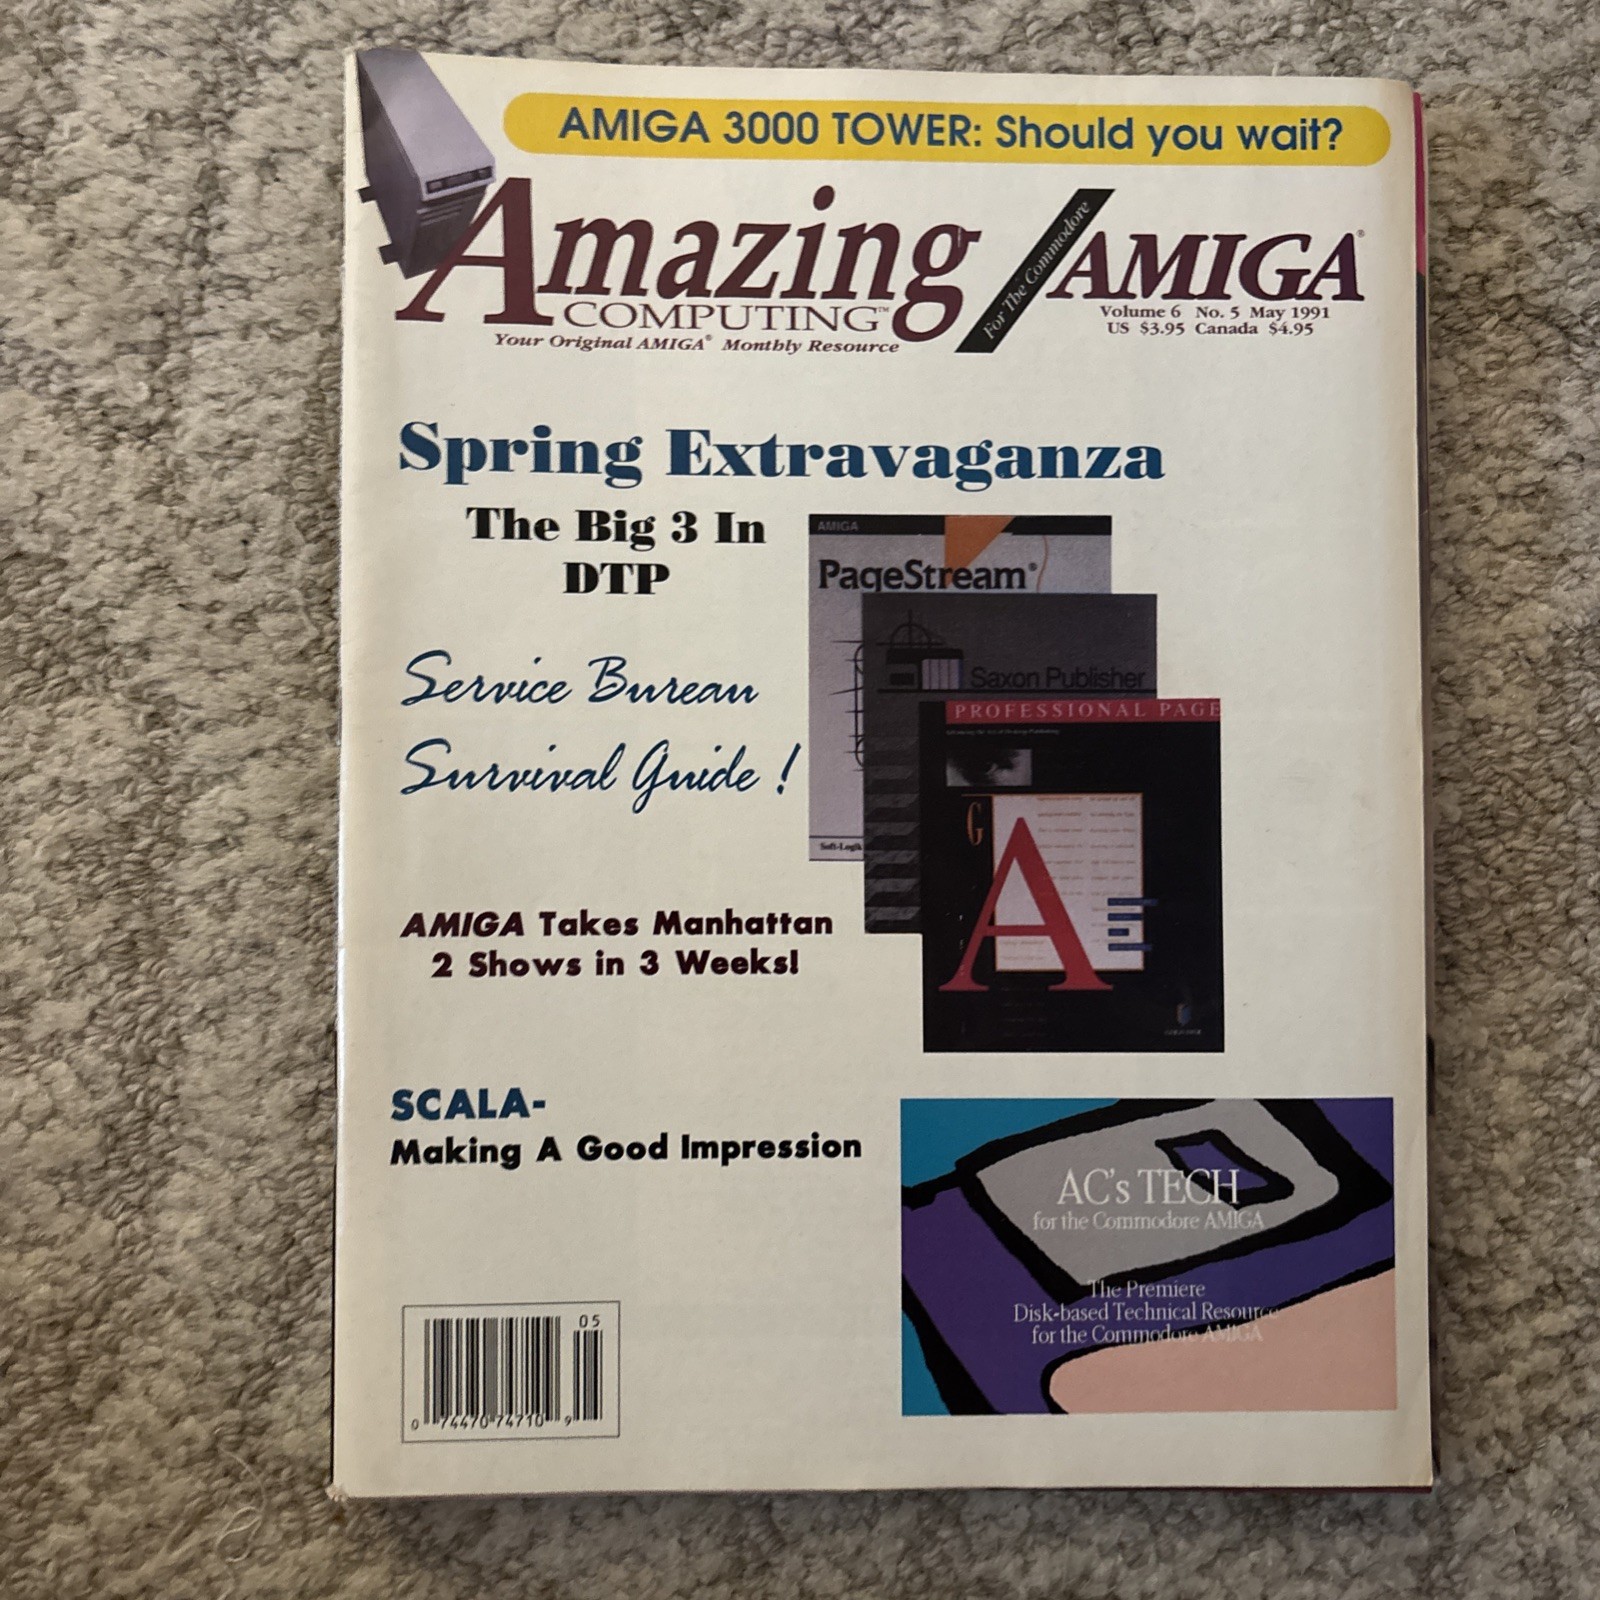 AMIGA 3000 TOWER: Should you wait?
Amazing
COMPUTING™
For The Commodore
AMIGA®
Your Original AMIGA® Monthly Resource
Volume 6 No. 5 May 1991
US $3.95 Canada $4.95
Spring Extravaganza
The Big 3 In
DTP
AMIGA
PageStream®
Saxon Publisher
PROFESSIONAL PAGE
G
A
Soft-Logik
Service Bureau
Survival Guide!
AMIGA Takes Manhattan
2 Shows in 3 Weeks!
SCALA-
Making A Good Impression
AC's TECH
for the Commodore AMIGA
The Premiere
Disk-based Technical Resource
for the Commodore AMIGA
05
0 74470 74710 9